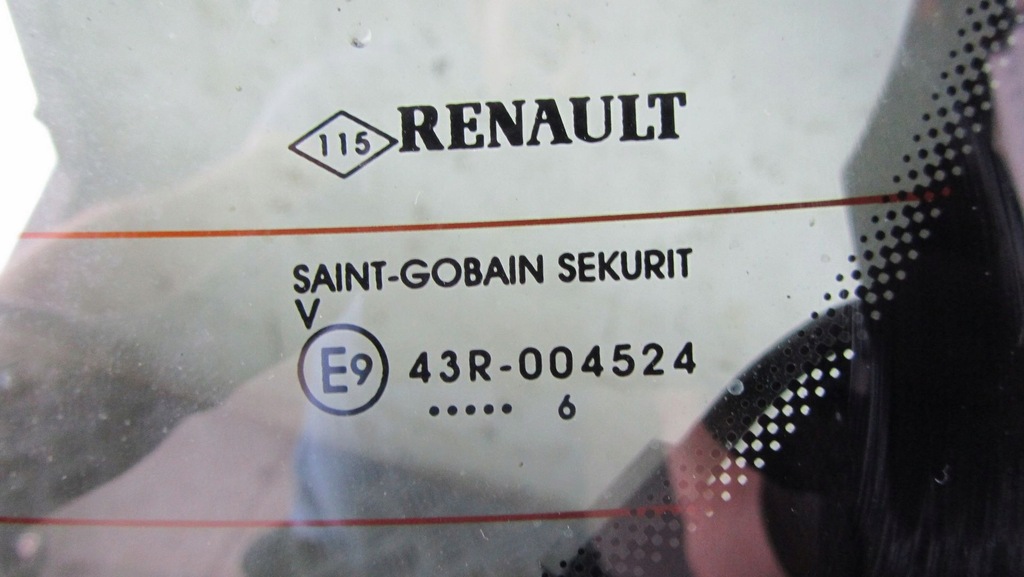 115 RENAULT
SAINT-GOBAIN SEKURIT
V
E9 43R-004524
..... 6